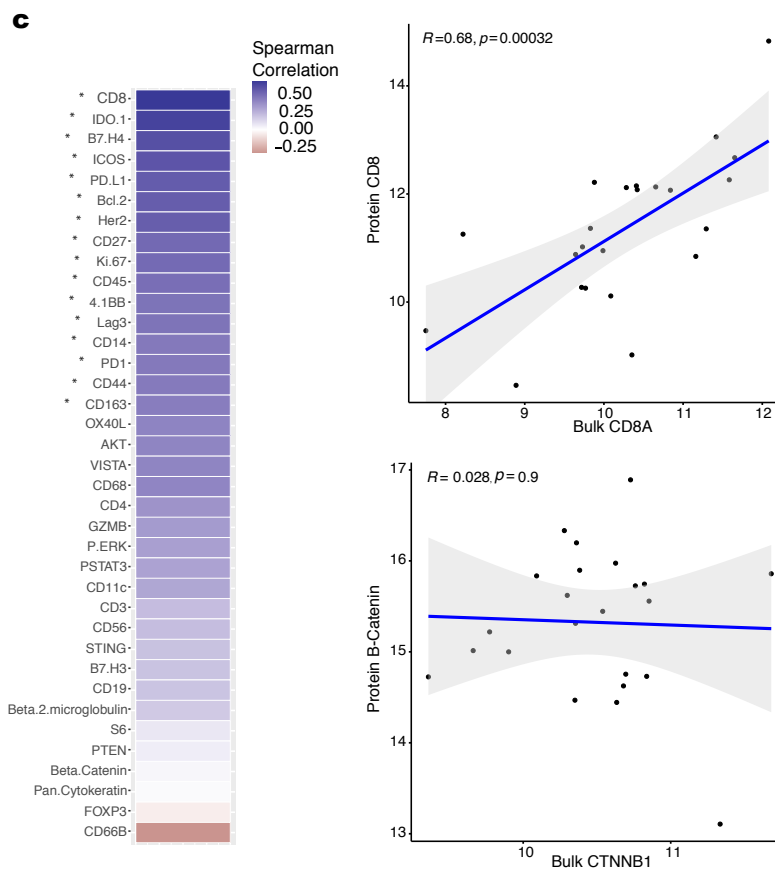 c
Spearman
Correlation
0.50
0.25
0.00
−0.25
* CD8
* IDO.1
* B7.H4
* ICOS
* PD.L1
* Bcl.2
* Her2
* CD27
* Ki.67
* CD45
* 4.1BB
* Lag3
* CD14
* PD1
* CD44
* CD163
OX40L
AKT
VISTA
CD68
CD4
GZMB
P.ERK
PSTAT3
CD11c
CD3
CD56
STING
B7.H3
CD19
Beta.2.microglobulin
S6
PTEN
Beta.Catenin
Pan.Cytokeratin
FOXP3
CD66B
R=0.68, p=0.00032
Protein CD8
14
12
10
8 9 10 11 12
Bulk CD8A
R= 0.028, p=0.9
Protein B-Catenin
17
16
15
14
13
10 11
Bulk CTNNB1